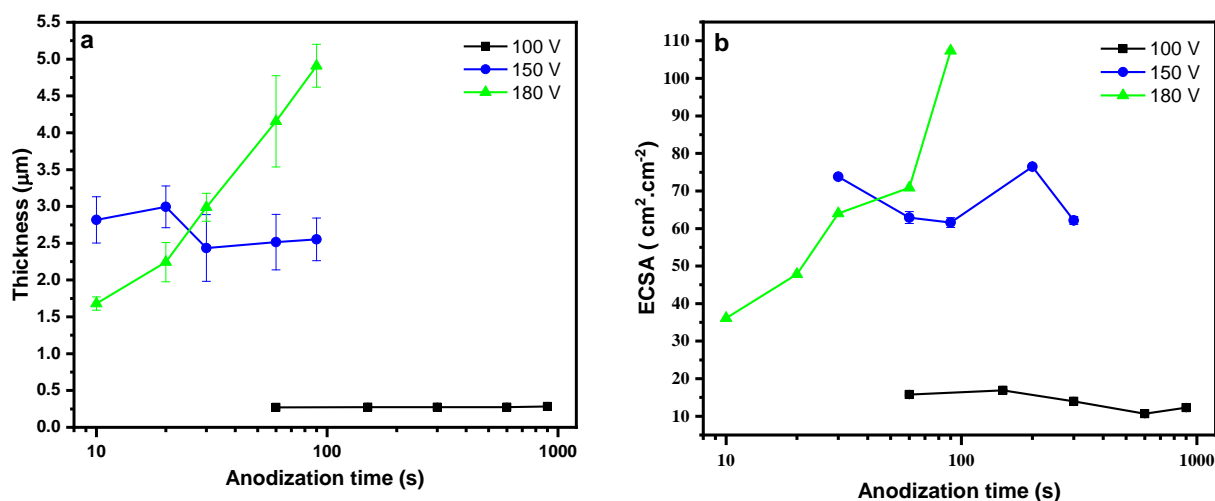 a
100 V
150 V
180 V
5.5
5.0
4.5
4.0
3.5
3.0
2.5
2.0
1.5
1.0
0.5
0.0
Thickness (μm)
10
100
1000
Anodization time (s)
b
100 V
150 V
180 V
110
100
90
80
70
60
50
40
30
20
10
ECSA ( cm².cm⁻²)
10
100
1000
Anodization time (s)